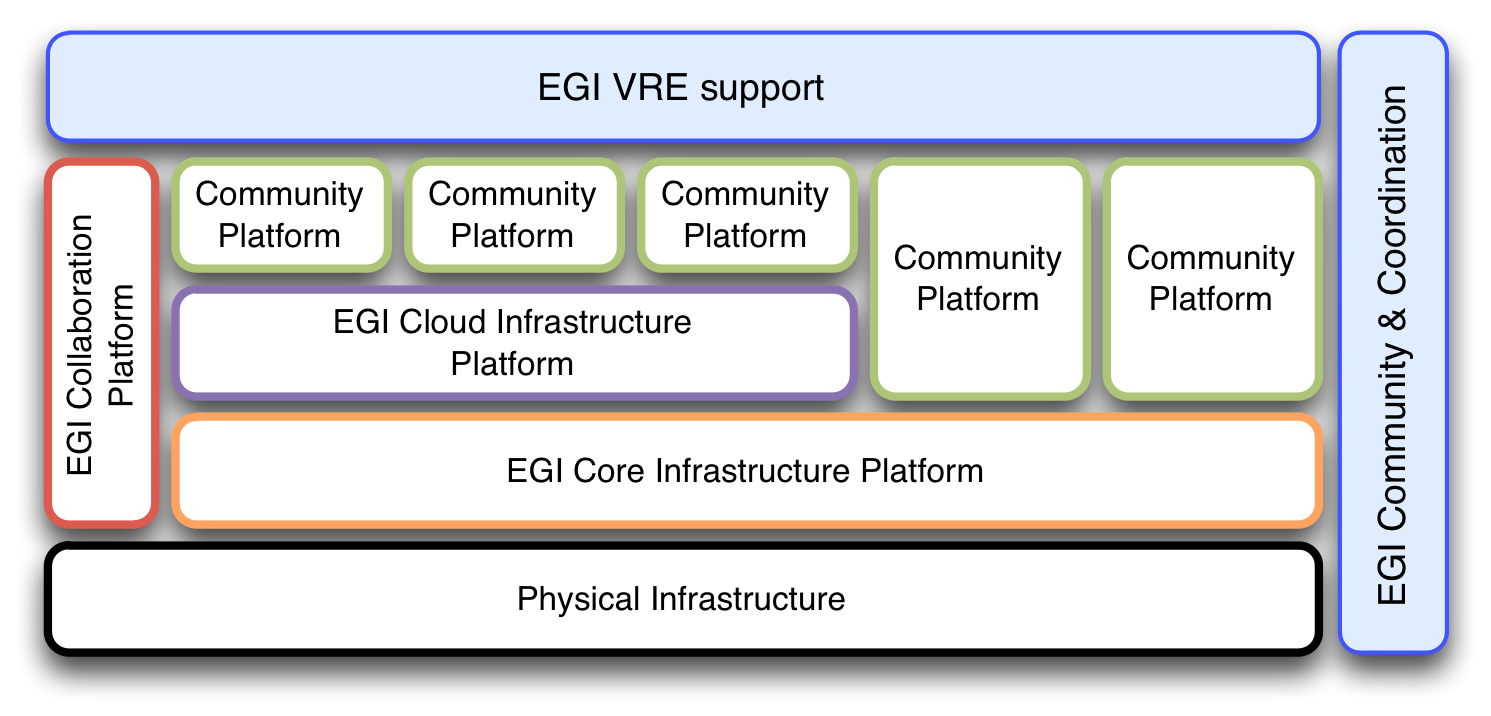 EGI VRE support
EGI Collaboration
Platform
Community
Platform
Community
Platform
Community
Platform
Community
Platform
Community
Platform
EGI Cloud Infrastructure
Platform
EGI Core Infrastructure Platform
Physical Infrastructure
EGI Community & Coordination